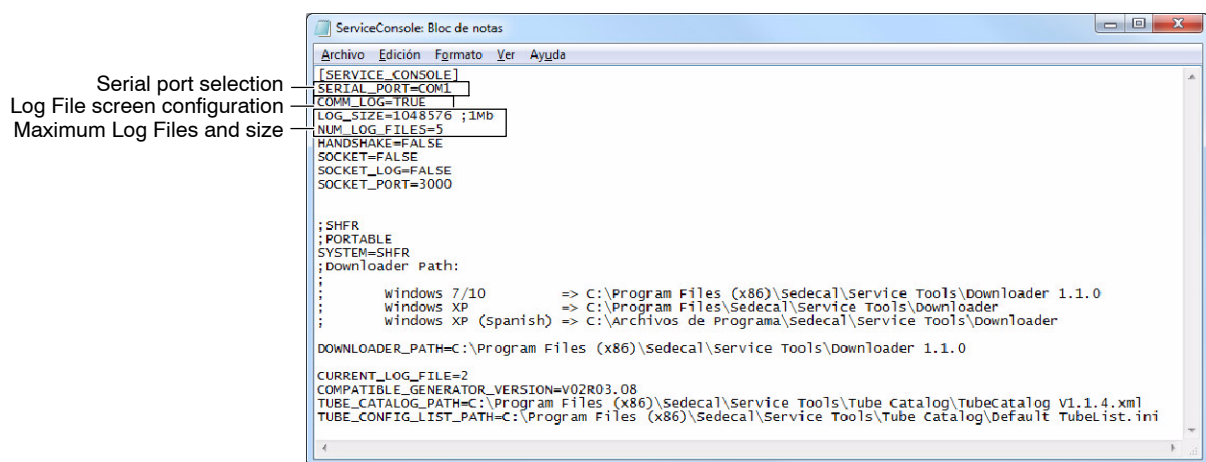 ServiceConsole: Bloc de notas
Archivo Edición Formato Ver Ayuda
Serial port selection
Log File screen configuration
Maximum Log Files and size
[SERVICE_CONSOLE]
SERIAL_PORT=COM1
COMM_LOG=TRUE
LOG_SIZE=1048576 ;1Mb
NUM_LOG_FILES=5
HANDSHAKE=FALSE
SOCKET=FALSE
SOCKET_LOG=FALSE
SOCKET_PORT=3000
;SHFR
;PORTABLE
SYSTEM=SHFR
;Downloader Path:
;
; Windows 7/10 => C:\Program Files (x86)\Sedecal\Service Tools\Downloader 1.1.0
; Windows XP => C:\Program Files\Sedecal\Service Tools\Downloader
; Windows XP (Spanish) => C:\Archivos de Programa\Sedecal\Service Tools\Downloader
DOWNLOADER_PATH=C:\Program Files (x86)\Sedecal\Service Tools\Downloader 1.1.0
CURRENT_LOG_FILE=2
COMPATIBLE_GENERATOR_VERSION=V02R03.08
TUBE_CATALOG_PATH=C:\Program Files (x86)\Sedecal\Service Tools\Tube Catalog\TubeCatalog V1.1.4.xml
TUBE_CONFIG_LIST_PATH=C:\Program Files (x86)\Sedecal\Service Tools\Tube Catalog\Default TubeList.ini